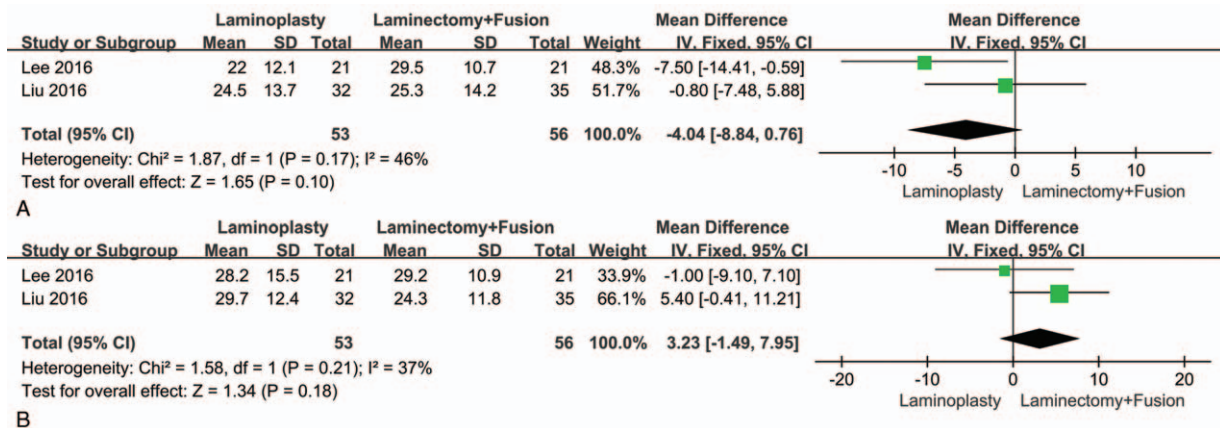 Laminoplasty Laminectomy+Fusion Mean Difference Mean Difference
Study or Subgroup Mean SD Total Mean SD Total Weight IV, Fixed, 95% CI IV, Fixed, 95% CI
Lee 2016 22 12.1 21 29.5 10.7 21 48.3% -7.50 [-14.41, -0.59]
Liu 2016 24.5 13.7 32 25.3 14.2 35 51.7% -0.80 [-7.48, 5.88]
Total (95% CI) 53 56 100.0% -4.04 [-8.84, 0.76]
Heterogeneity: Chi² = 1.87, df = 1 (P = 0.17); I² = 46%
Test for overall effect: Z = 1.65 (P = 0.10)
-10 -5 0 5 10
Laminoplasty Laminectomy+Fusion
A
Laminoplasty Laminectomy+Fusion Mean Difference Mean Difference
Study or Subgroup Mean SD Total Mean SD Total Weight IV, Fixed, 95% CI IV, Fixed, 95% CI
Lee 2016 28.2 15.5 21 29.2 10.9 21 33.9% -1.00 [-9.10, 7.10]
Liu 2016 29.7 12.4 32 24.3 11.8 35 66.1% 5.40 [-0.41, 11.21]
Total (95% CI) 53 56 100.0% 3.23 [-1.49, 7.95]
Heterogeneity: Chi² = 1.58, df = 1 (P = 0.21); I² = 37%
Test for overall effect: Z = 1.34 (P = 0.18)
-20 -10 0 10 20
Laminoplasty Laminectomy+Fusion
B